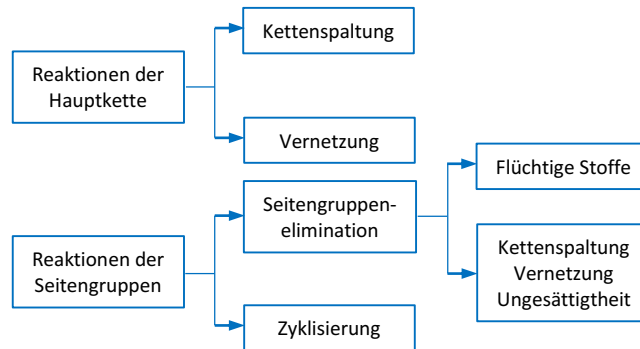 Kettenspaltung
Reaktionen der
Hauptkette
Vernetzung
Flüchtige Stoffe
Seitengruppen-
elimination
Reaktionen der
Seitengruppen
Kettenspaltung
Vernetzung
Ungesättigtheit
Zyklisierung